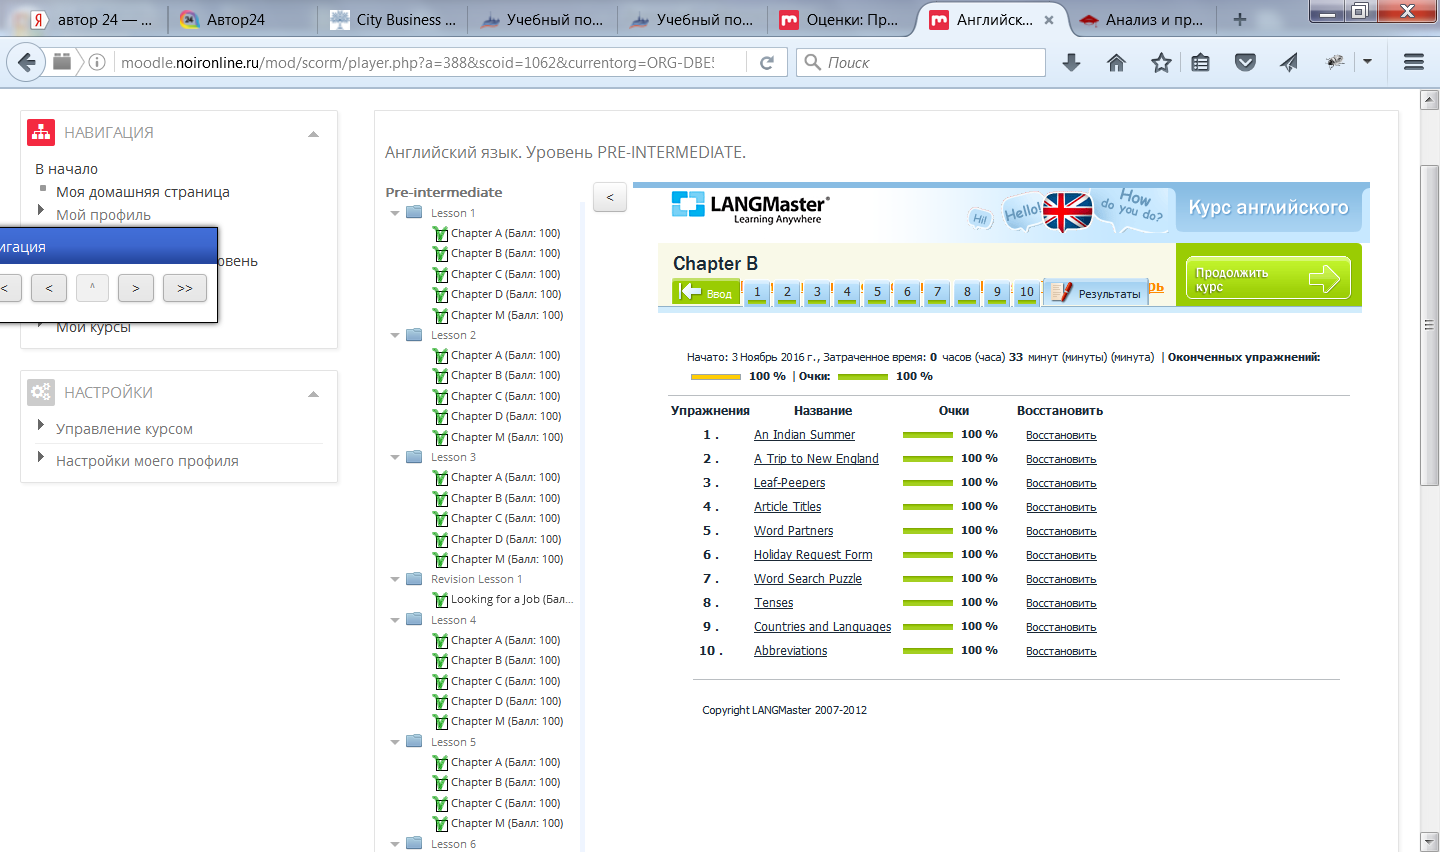 автор 24 — ...
Автор24
City Business ...
Учебный по...
Учебный по...
Оценки: Пр...
Английск...
Анализ и пр...
moodle.noironline.ru/mod/scorm/player.php?a=388&scoid=1062&currentorg=ORG-DBE!
Поиск
НАВИГАЦИЯ
В начало
Моя домашняя страница
Мой профиль
игация
овень
<
<
^
>
>>
Мои курсы
НАСТРОЙКИ
Управление курсом
Настройки моего профиля
Английский язык. Уровень PRE-INTERMEDIATE.
Pre-intermediate
Lesson 1
Chapter A (Балл: 100)
Chapter B (Балл: 100)
Chapter C (Балл: 100)
Chapter D (Балл: 100)
Chapter M (Балл: 100)
Lesson 2
Chapter A (Балл: 100)
Chapter B (Балл: 100)
Chapter C (Балл: 100)
Chapter D (Балл: 100)
Chapter M (Балл: 100)
Lesson 3
Chapter A (Балл: 100)
Chapter B (Балл: 100)
Chapter C (Балл: 100)
Chapter D (Балл: 100)
Chapter M (Балл: 100)
Revision Lesson 1
Looking for a Job (Бал...
Lesson 4
Chapter A (Балл: 100)
Chapter B (Балл: 100)
Chapter C (Балл: 100)
Chapter D (Балл: 100)
Chapter M (Балл: 100)
Lesson 5
Chapter A (Балл: 100)
Chapter B (Балл: 100)
Chapter C (Балл: 100)
Chapter M (Балл: 100)
Lesson 6
<
LANGMaster®
Learning Anywhere
Hi!
Hello!
How do you do?
Курс английского
Chapter B
Ввод 1 2 3 4 5 6 7 8 9 10 Результаты
Продолжить
курс
Начато: 3 Ноябрь 2016 г., Затраченное время: 0 часов (часа) 33 минут (минуты) (минута) | Оконченных упражнений:
100 % | Очки: 100 %
Упражнения Название Очки Восстановить
1 . An Indian Summer 100 % Восстановить
2 . A Trip to New England 100 % Восстановить
3 . Leaf-Peepers 100 % Восстановить
4 . Article Titles 100 % Восстановить
5 . Word Partners 100 % Восстановить
6 . Holiday Request Form 100 % Восстановить
7 . Word Search Puzzle 100 % Восстановить
8 . Tenses 100 % Восстановить
9 . Countries and Languages 100 % Восстановить
10 . Abbreviations 100 % Восстановить
Copyright LANGMaster 2007-2012